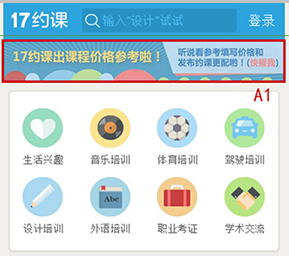 17约课 输入“设计”试试 登录
17约课出课程价格参考啦！ 听说看参考填写价格和
发布约课更配哟！(快戳我)
A1
生活兴趣 音乐培训 体育培训 驾驶培训
Abc
设计培训 外语培训 职业考证 学术交流